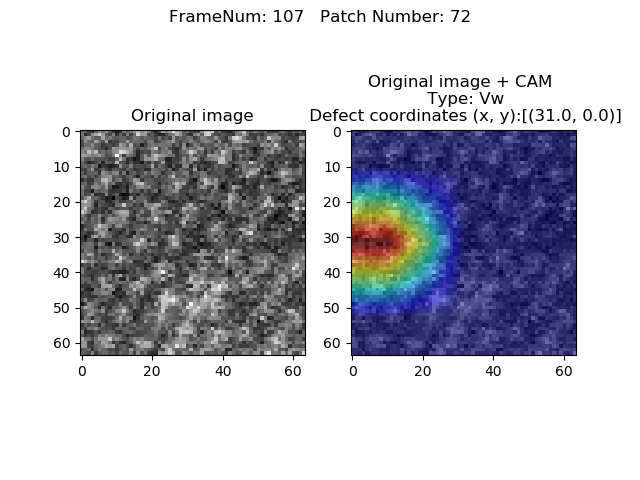 FrameNum: 107   Patch Number: 72
Original image
Original image + CAM
Type: Vw
Defect coordinates (x, y):[(31.0, 0.0)]
0
10
20
30
40
50
60
0 20 40 60
0
10
20
30
40
50
60
0 20 40 60